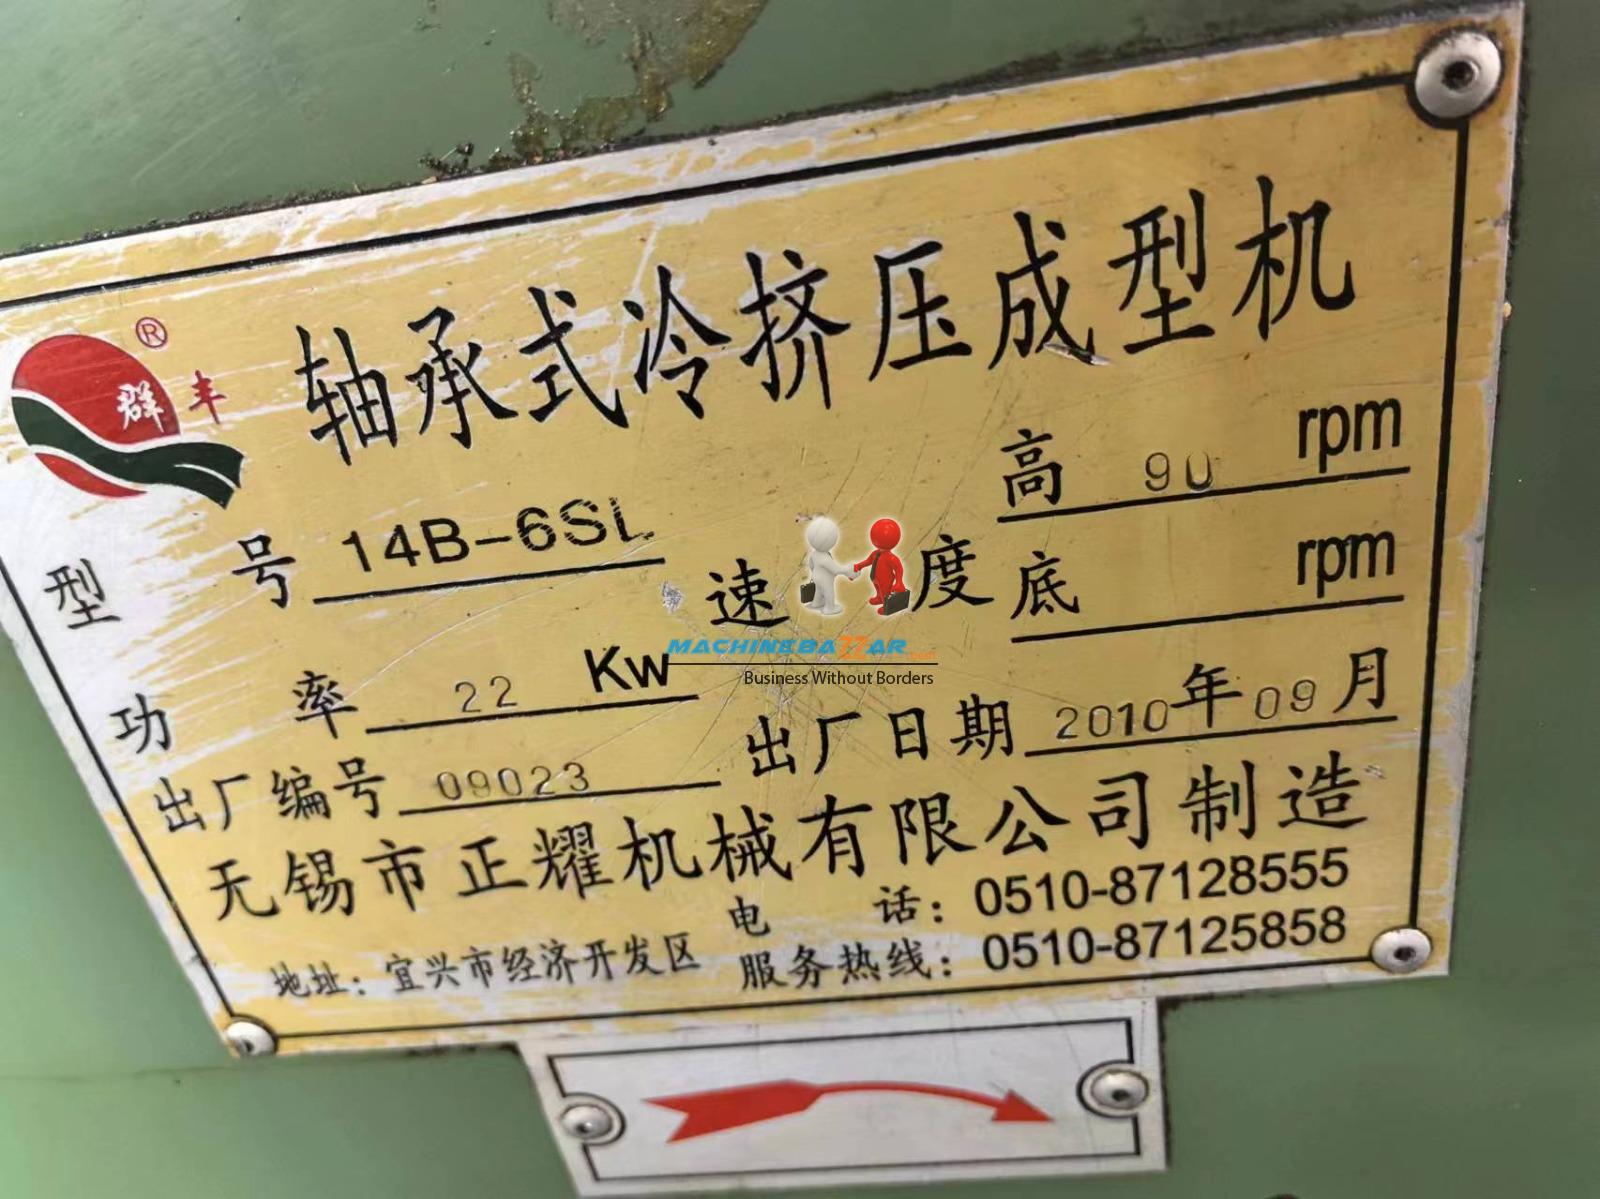 轴承式冷挤压成型机
® 群丰
型号 14B-6SL
速度 高 90 rpm
底 rpm
功率 22 Kw
出厂日期 2010年09月
出厂编号 09023
无锡市正耀机械有限公司制造
地址：宜兴市经济开发区
电话：0510-87128555
服务热线：0510-87125858
MACHINEBAZZAR
Business Without Borders